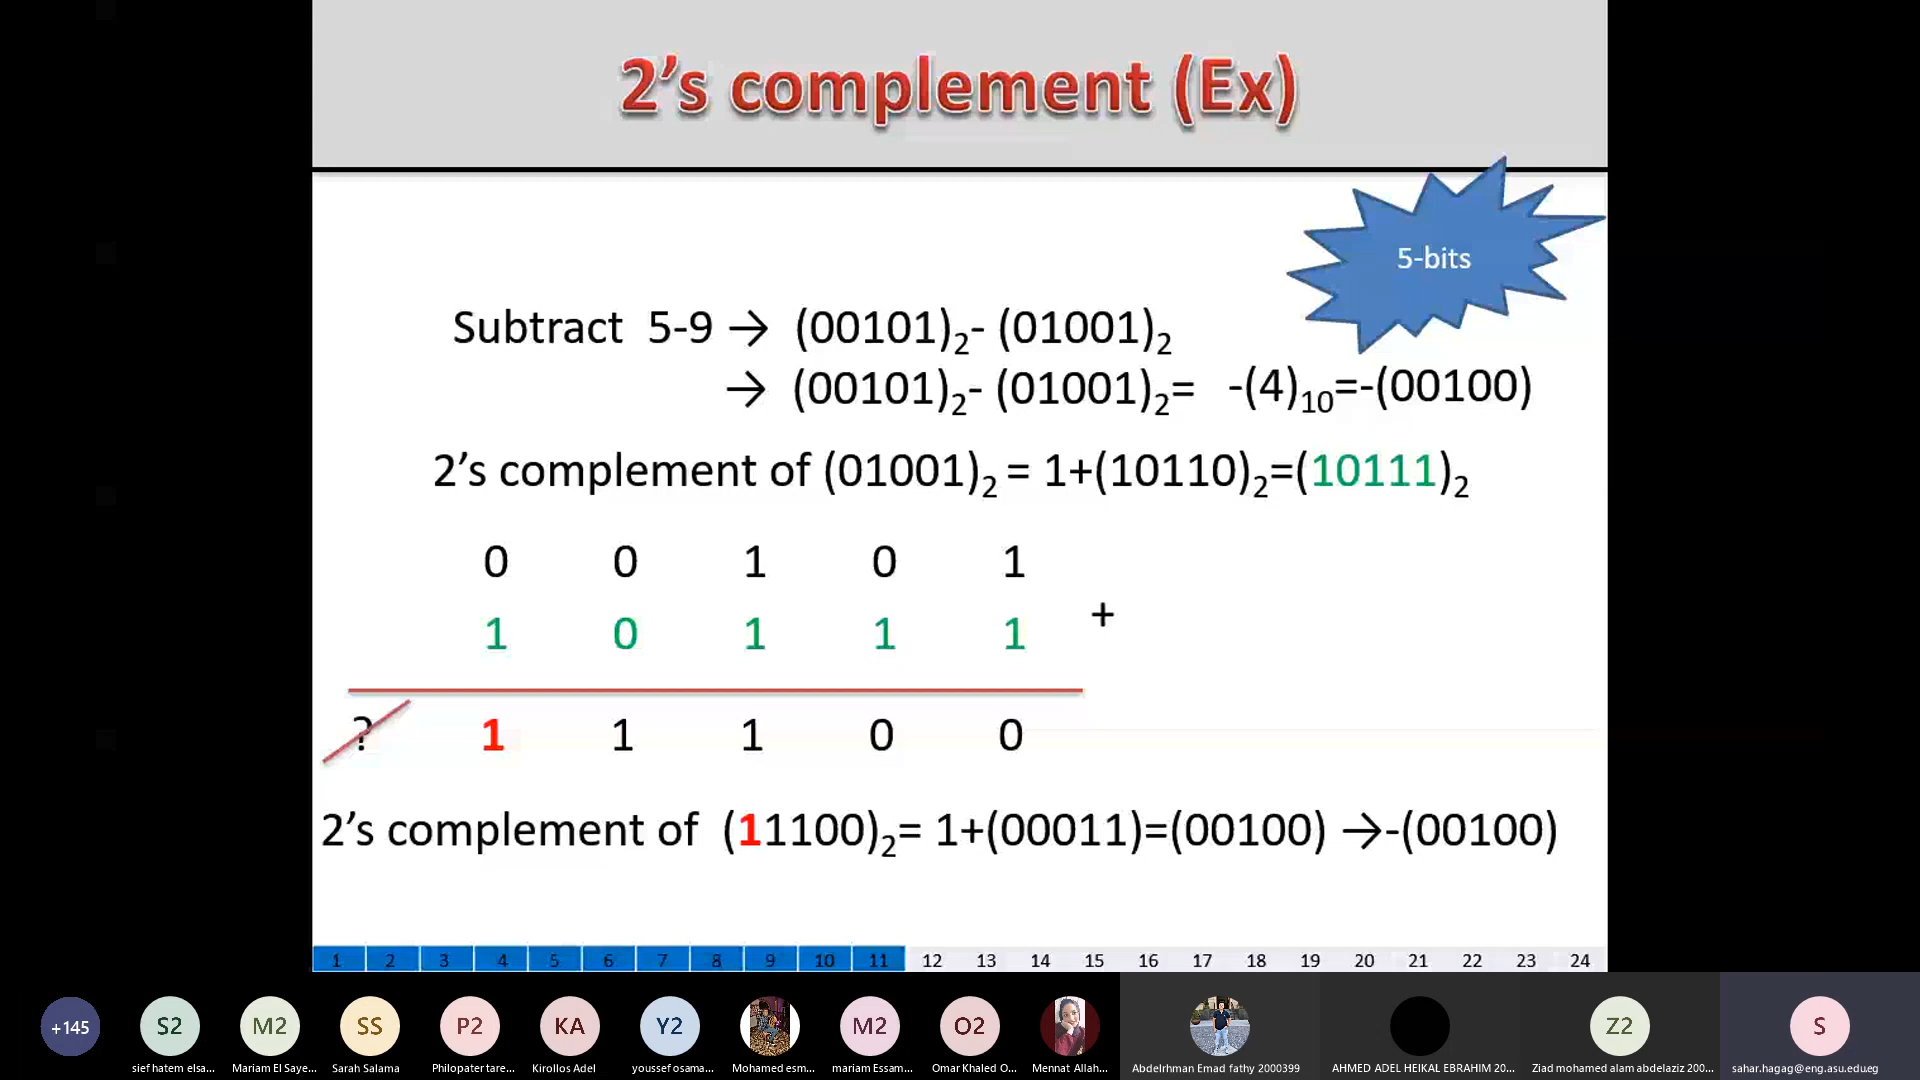 2's complement (Ex)
5-bits
Subtract 5-9 → (00101)₂- (01001)₂
→ (00101)₂- (01001)₂= -(4)₁₀=-(00100)
2's complement of (01001)₂ = 1+(10110)₂=(10111)₂
0 0 1 0 1
+
1 0 1 1 1
? 1 1 1 0 0
2's complement of (11100)₂= 1+(00011)=(00100) →-(00100)
1 2 3 4 5 6 7 8 9 10 11 12 13 14 15 16 17 18 19 20 21 22 23 24
+145 S2 M2 SS P2 KA Y2 M2 O2 Z2 S
sief hatem elsa... Mariam El Saye... Sarah Salama Philopater tare... Kirollos Adel youssef osama... Mohamed esm... mariam Essam... Omar Khaled O... Mennat Allah... Abdelrhman Emad fathy 2000399 AHMED ADEL HEIKAL EBRAHIM 20... Ziad mohamed alam abdelaziz 200... sahar.hagag@eng.asu.edu.eg